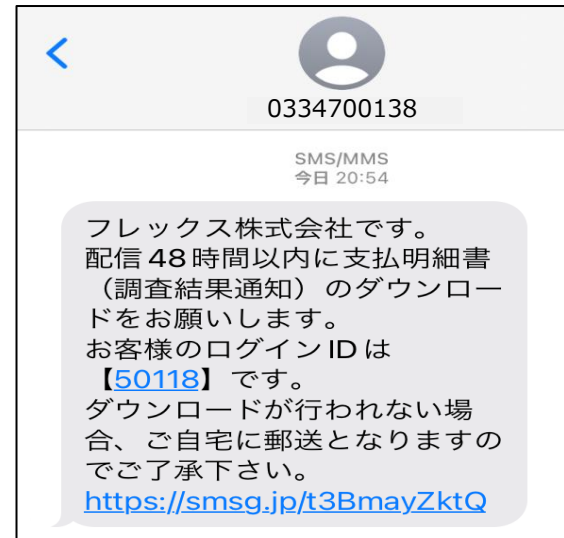 0334700138
SMS/MMS
今日 20:54
フレックス株式会社です。
配信48時間以内に支払明細書
（調査結果通知）のダウンロー
ドをお願いします。
お客様のログインIDは
【50118】です。
ダウンロードが行われない場
合、ご自宅に郵送となりますの
でご了承下さい。
https://smsg.jp/t3BmayZktQ